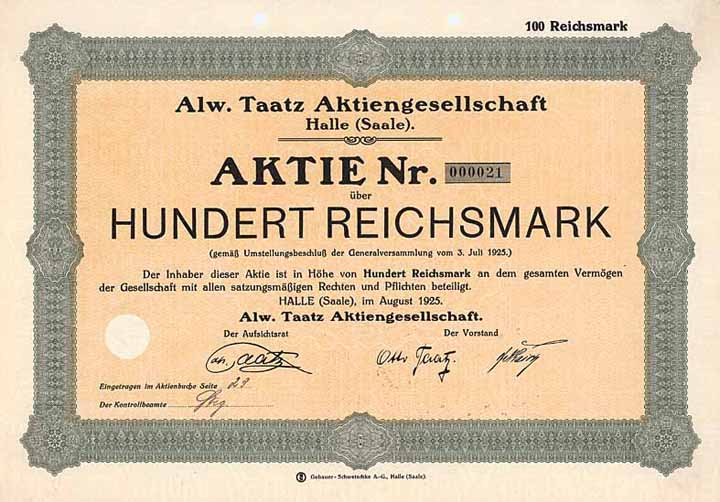 100 Reichsmark
Alw. Taatz Aktiengesellschaft
Halle (Saale).
AKTIE Nr. 000021
über
HUNDERT REICHSMARK
(gemäß Umstellungsbeschluß der Generalversammlung vom 3. Juli 1925.)
Der Inhaber dieser Aktie ist in Höhe von Hundert Reichsmark an dem gesamten Vermögen
der Gesellschaft mit allen satzungsmäßigen Rechten und Pflichten beteiligt.
HALLE (Saale), im August 1925.
Alw. Taatz Aktiengesellschaft.
Der Aufsichtsrat Der Vorstand
Taatz Otto Taatz
Eingetragen im Aktienbuche Seite 23
Der Kontrollbeamte
Gebauer-Schwetschke A.-G., Halle (Saale)